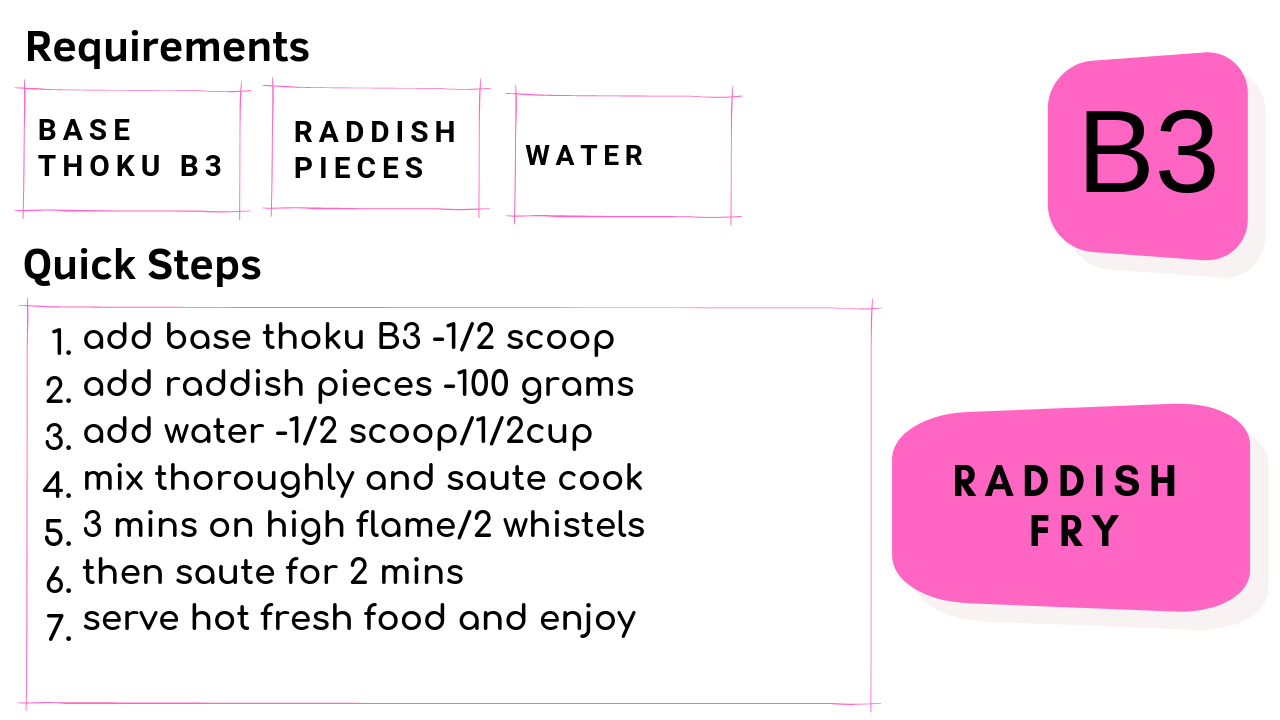 Requirements
BASE
THOKU B3
RADDISH
PIECES
WATER
B3
Quick Steps
1. add base thoku B3 -1/2 scoop
2. add raddish pieces -100 grams
3. add water -1/2 scoop/1/2cup
4. mix thoroughly and saute cook
5. 3 mins on high flame/2 whistels
6. then saute for 2 mins
7. serve hot fresh food and enjoy
RADDISH
FRY